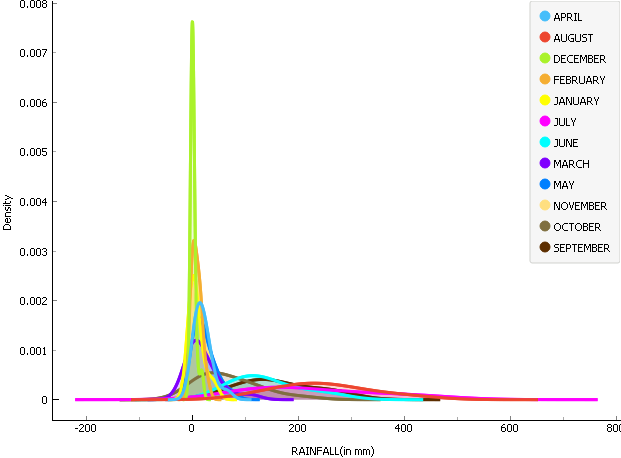 0.008
0.007
0.006
0.005
0.004
0.003
0.002
0.001
0
Density
-200
0
200
400
600
800
RAINFALL(in mm)
APRIL
AUGUST
DECEMBER
FEBRUARY
JANUARY
JULY
JUNE
MARCH
MAY
NOVEMBER
OCTOBER
SEPTEMBER